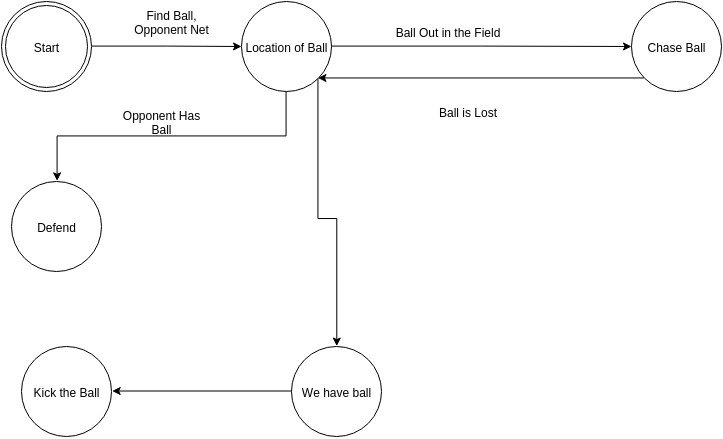 Find Ball,
Opponent Net
Start
Location of Ball
Ball Out in the Field
Chase Ball
Ball is Lost
Opponent Has
Ball
Defend
Kick the Ball
We have ball